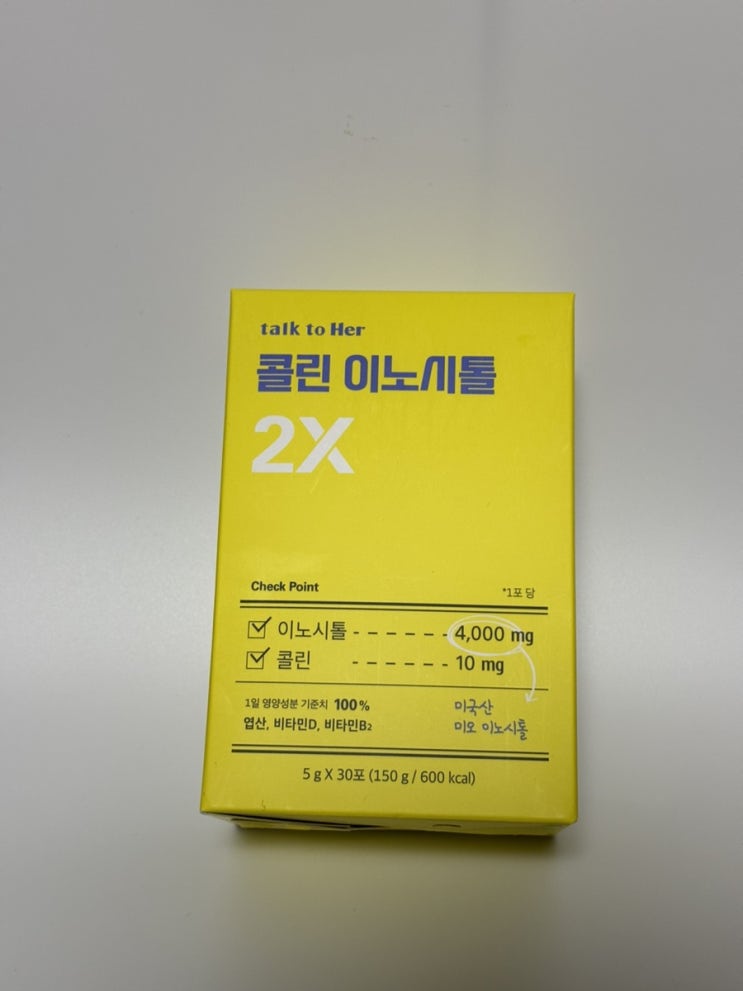 talk to Her
콜린 이노시톨
2X
Check Point *1포 당
이노시톨 - - - - - - 4,000 mg
콜린 - - - - - - 10 mg
1일 영양성분 기준치 100%
엽산, 비타민D, 비타민B₂
미국산
미오 이노시톨
5 g X 30포 (150 g / 600 kcal)